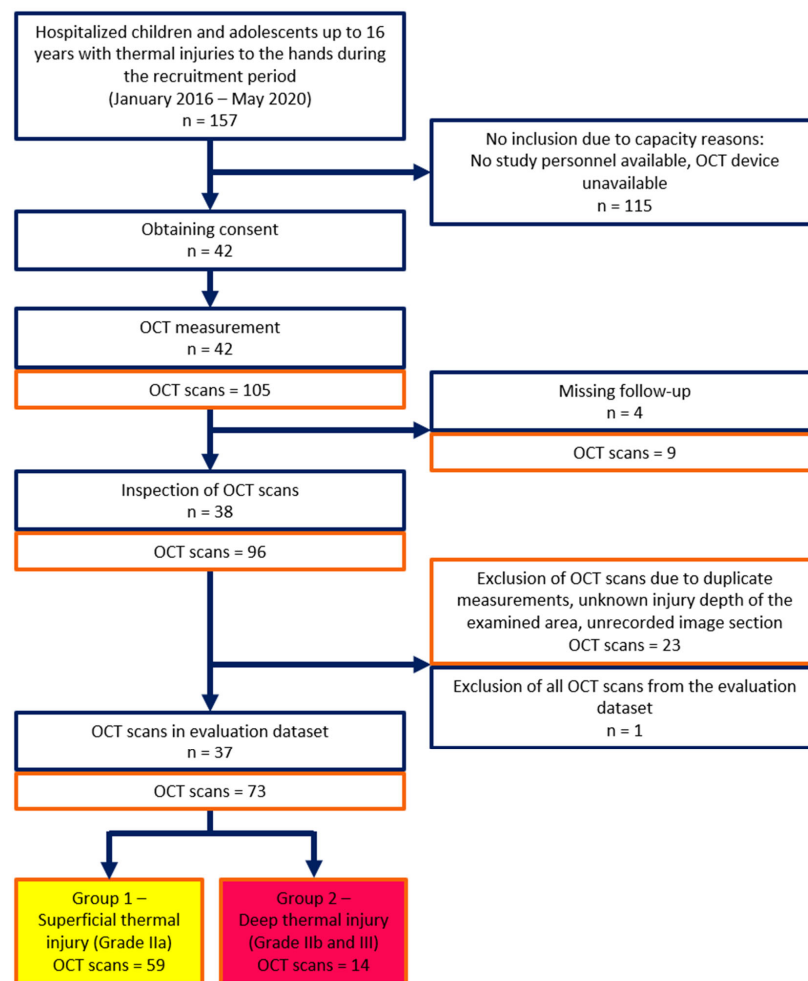 Hospitalized children and adolescents up to 16
years with thermal injuries to the hands during
the recruitment period
(January 2016 – May 2020)
n = 157
No inclusion due to capacity reasons:
No study personnel available, OCT device
unavailable
n = 115
Obtaining consent
n = 42
OCT measurement
n = 42
OCT scans = 105
Missing follow-up
n = 4
OCT scans = 9
Inspection of OCT scans
n = 38
OCT scans = 96
Exclusion of OCT scans due to duplicate
measurements, unknown injury depth of the
examined area, unrecorded image section
OCT scans = 23
Exclusion of all OCT scans from the evaluation
dataset
n = 1
OCT scans in evaluation dataset
n = 37
OCT scans = 73
Group 1 –
Superficial thermal
injury (Grade IIa)
OCT scans = 59
Group 2 –
Deep thermal injury
(Grade IIb and III)
OCT scans = 14